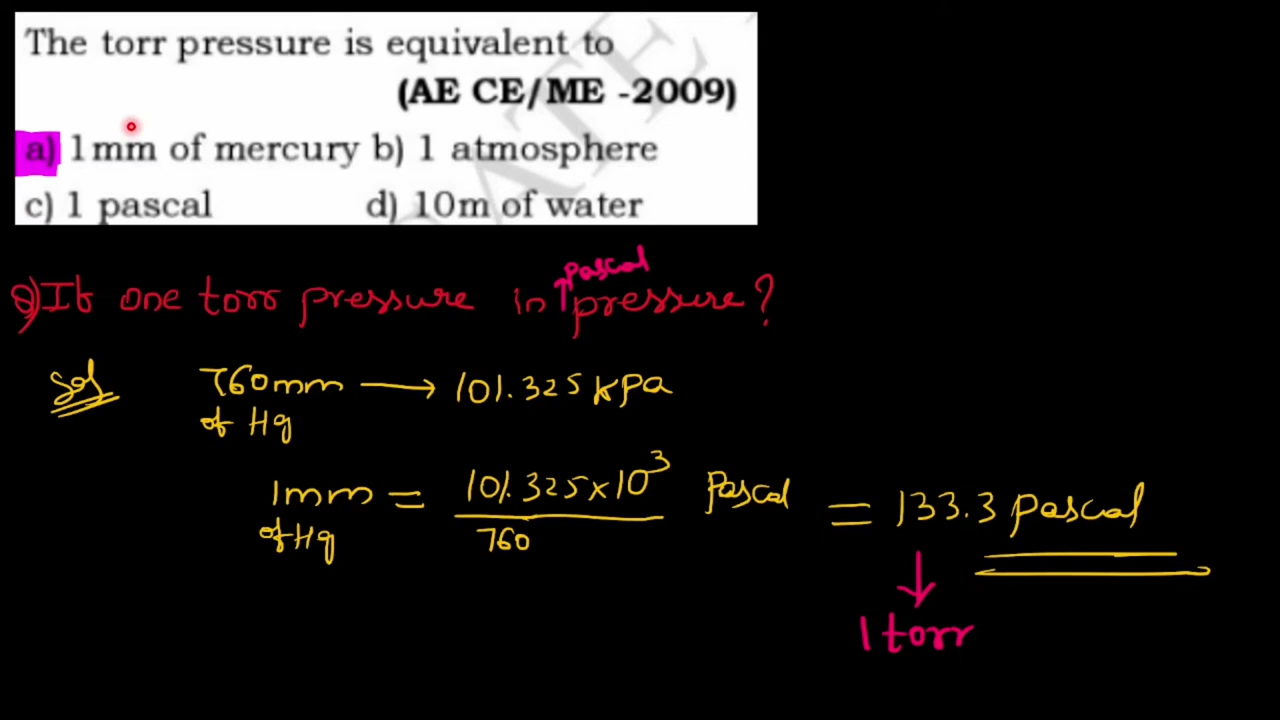 The torr pressure is equivalent to
(AE CE/ME -2009)
a) 1mm of mercury b) 1 atmosphere
c) 1 pascal d) 10m of water
Q) If one torr pressure in ↑ pascal pressure?
Sol 760mm of Hg → 101.325 kPa
1mm of Hg = 101.325×10³ / 760 Pascal = 133.3 pascal
↓
1 torr